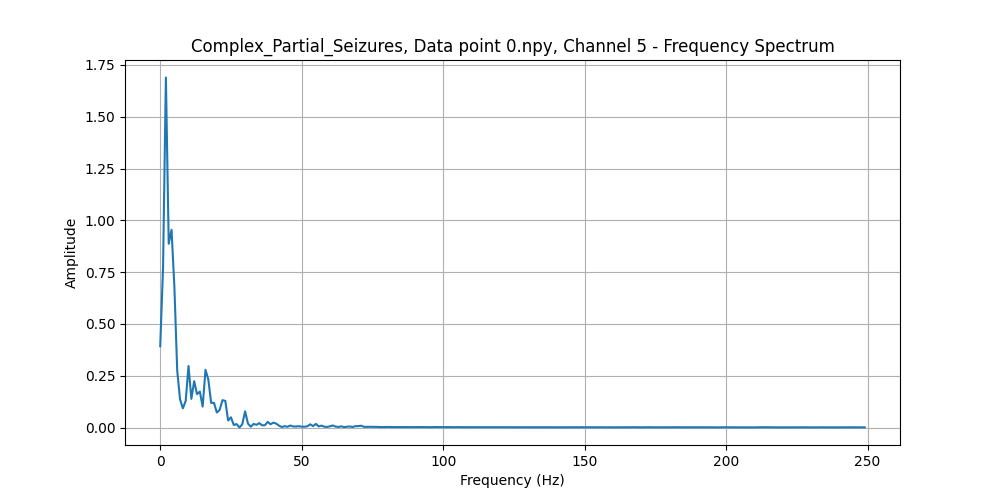 Complex_Partial_Seizures, Data point 0.npy, Channel 5 - Frequency Spectrum
1.75
1.50
1.25
1.00
0.75
0.50
0.25
0.00
Amplitude
0 50 100 150 200 250
Frequency (Hz)